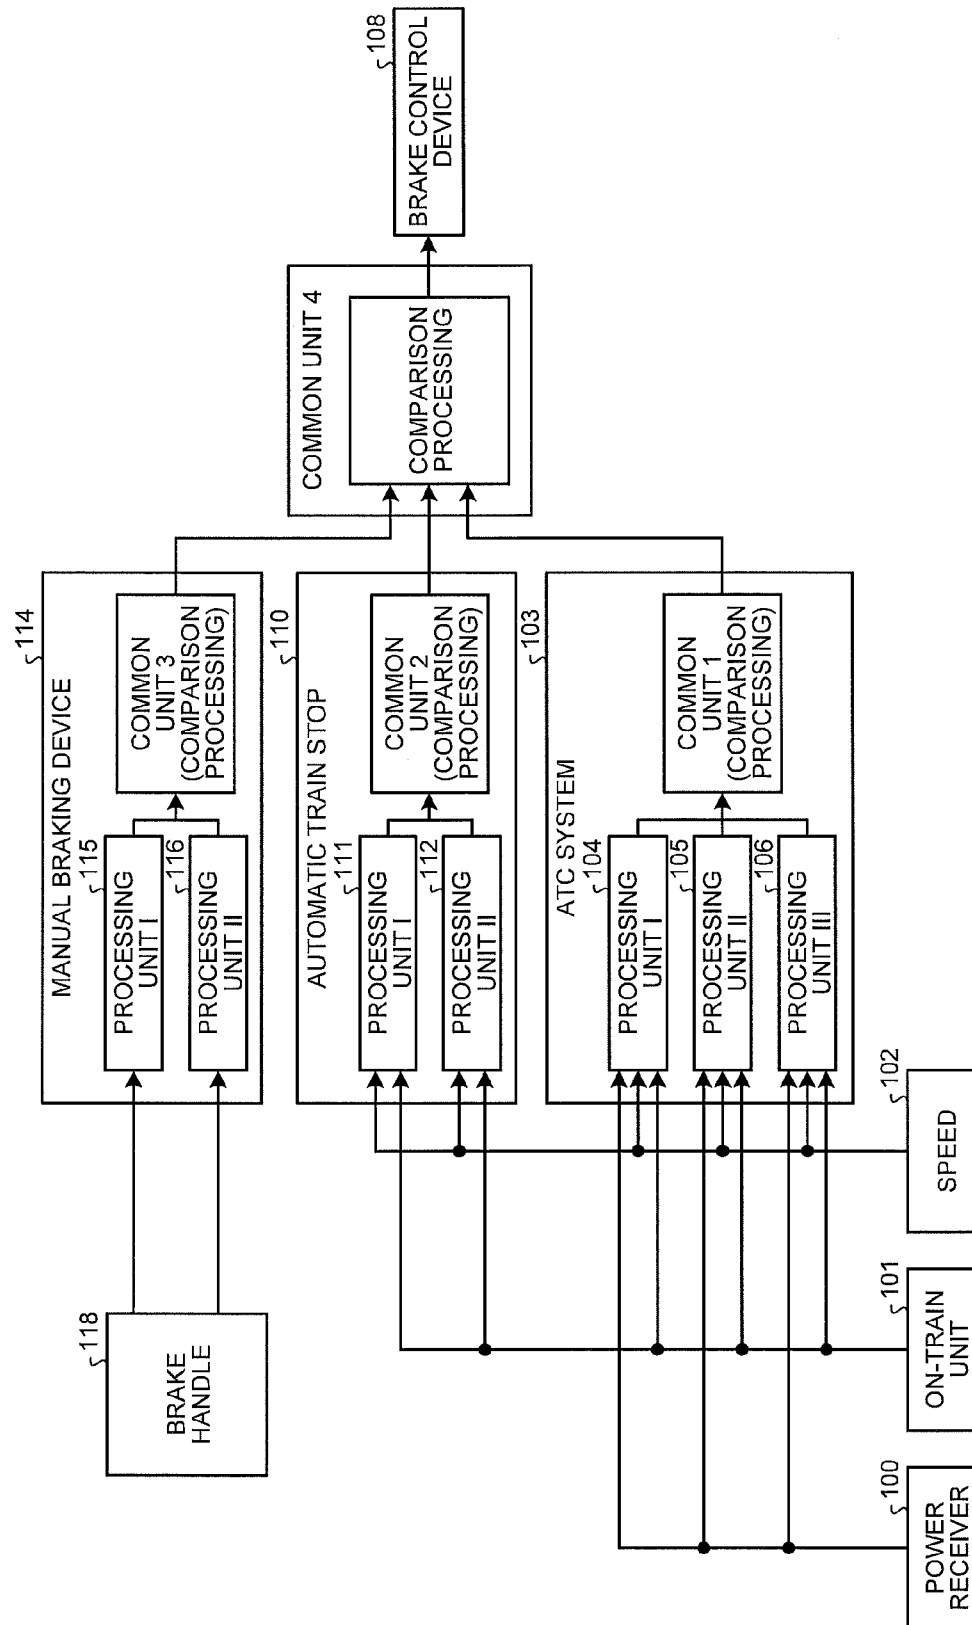 118
BRAKE
HANDLE
114
MANUAL BRAKING DEVICE
115
PROCESSING
UNIT I
116
PROCESSING
UNIT II
COMMON
UNIT 3
(COMPARISON
PROCESSING)
110
AUTOMATIC TRAIN STOP
111
PROCESSING
UNIT I
112
PROCESSING
UNIT II
COMMON
UNIT 2
(COMPARISON
PROCESSING)
103
ATC SYSTEM
104
PROCESSING
UNIT I
105
PROCESSING
UNIT II
106
PROCESSING
UNIT III
COMMON
UNIT 1
(COMPARISON
PROCESSING)
COMMON UNIT 4
COMPARISON
PROCESSING
108
BRAKE CONTROL
DEVICE
100
POWER
RECEIVER
101
ON-TRAIN
UNIT
102
SPEED